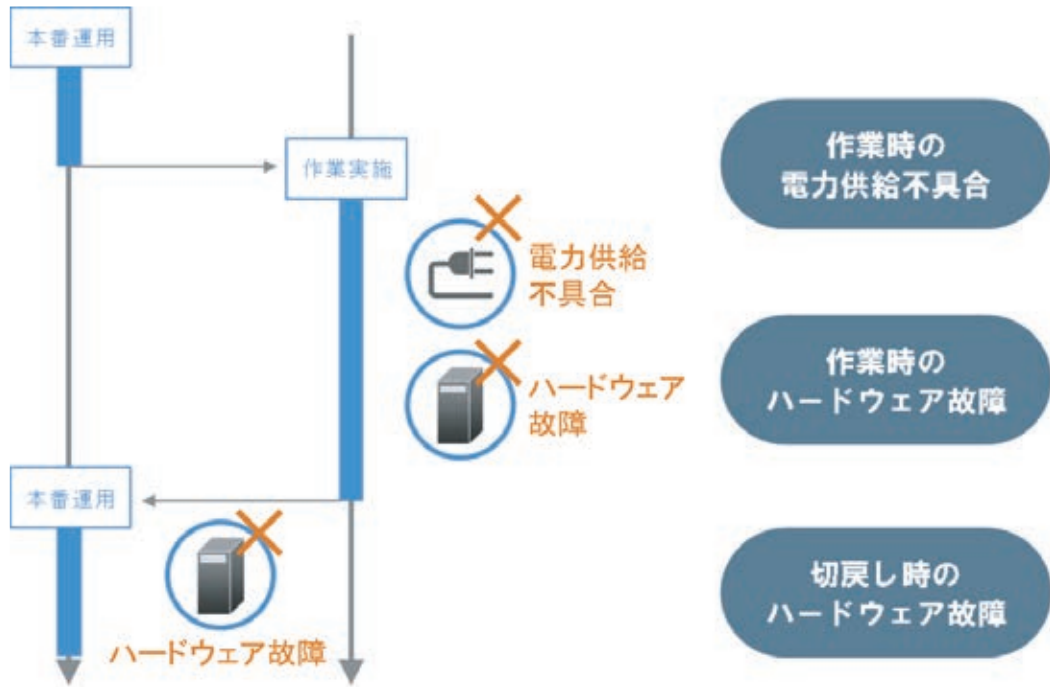 本番運用
作業実施
電力供給
不具合
ハードウェア
故障
本番運用
ハードウェア故障
作業時の
電力供給不具合
作業時の
ハードウェア故障
切戻し時の
ハードウェア故障